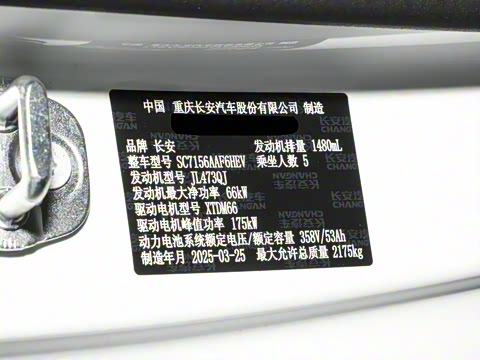 中国 重庆长安汽车股份有限公司 制造
品牌 长安 发动机排量 1480mL
整车型号 SC7156AAF6HEV 乘坐人数 5
发动机型号 JL473QJ
发动机最大净功率 66kW
驱动电机型号 XTDM66
驱动电机峰值功率 175kW
动力电池系统额定电压/额定容量 358V/53Ah
制造年月 2025-03-25 最大允许总质量 2175kg